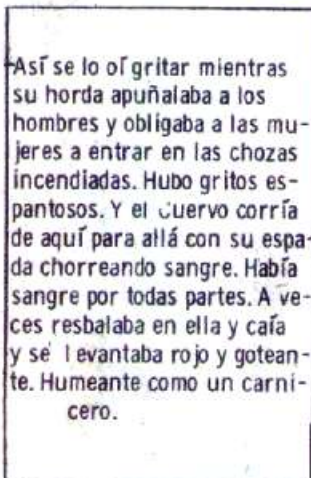 Así se lo oí gritar mientras
su horda apuñalaba a los
hombres y obligaba a las mu-
jeres a entrar en las chozas
incendiadas. Hubo gritos es-
pantosos. Y el Cuervo corría
de aquí para allá con su espa-
da chorreando sangre. Había
sangre por todas partes. A ve-
ces resbalaba en ella y caía
y se levantaba rojo y gotean-
te. Humeante como un carni-
cero.